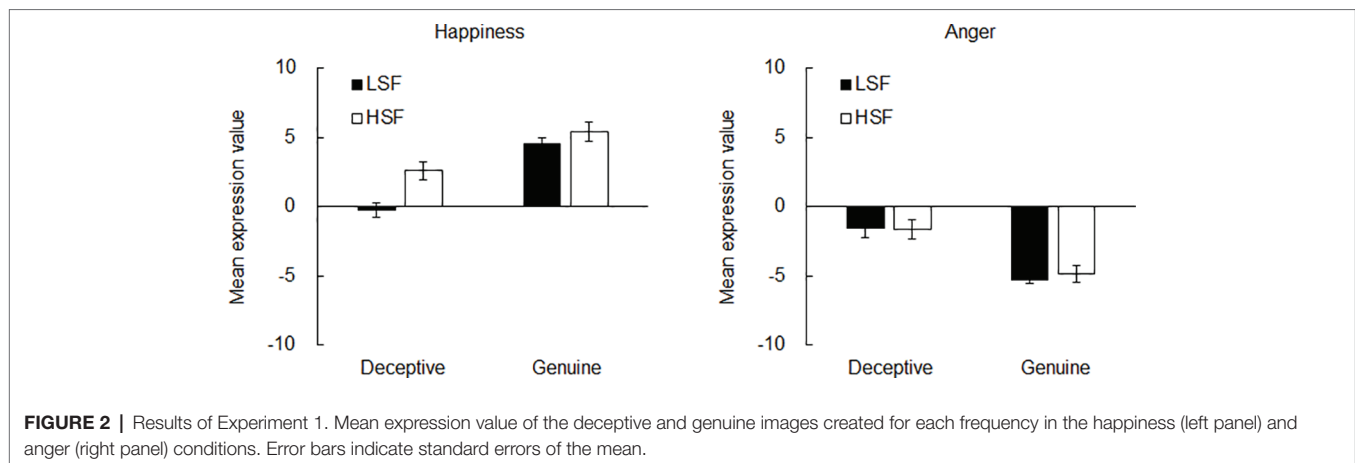 Happiness
10
5
0
-5
-10
Mean expression value
LSF
HSF
Deceptive Genuine
Anger
10
5
0
-5
-10
Mean expression value
LSF
HSF
Deceptive Genuine
FIGURE 2 | Results of Experiment 1. Mean expression value of the deceptive and genuine images created for each frequency in the happiness (left panel) and
anger (right panel) conditions. Error bars indicate standard errors of the mean.